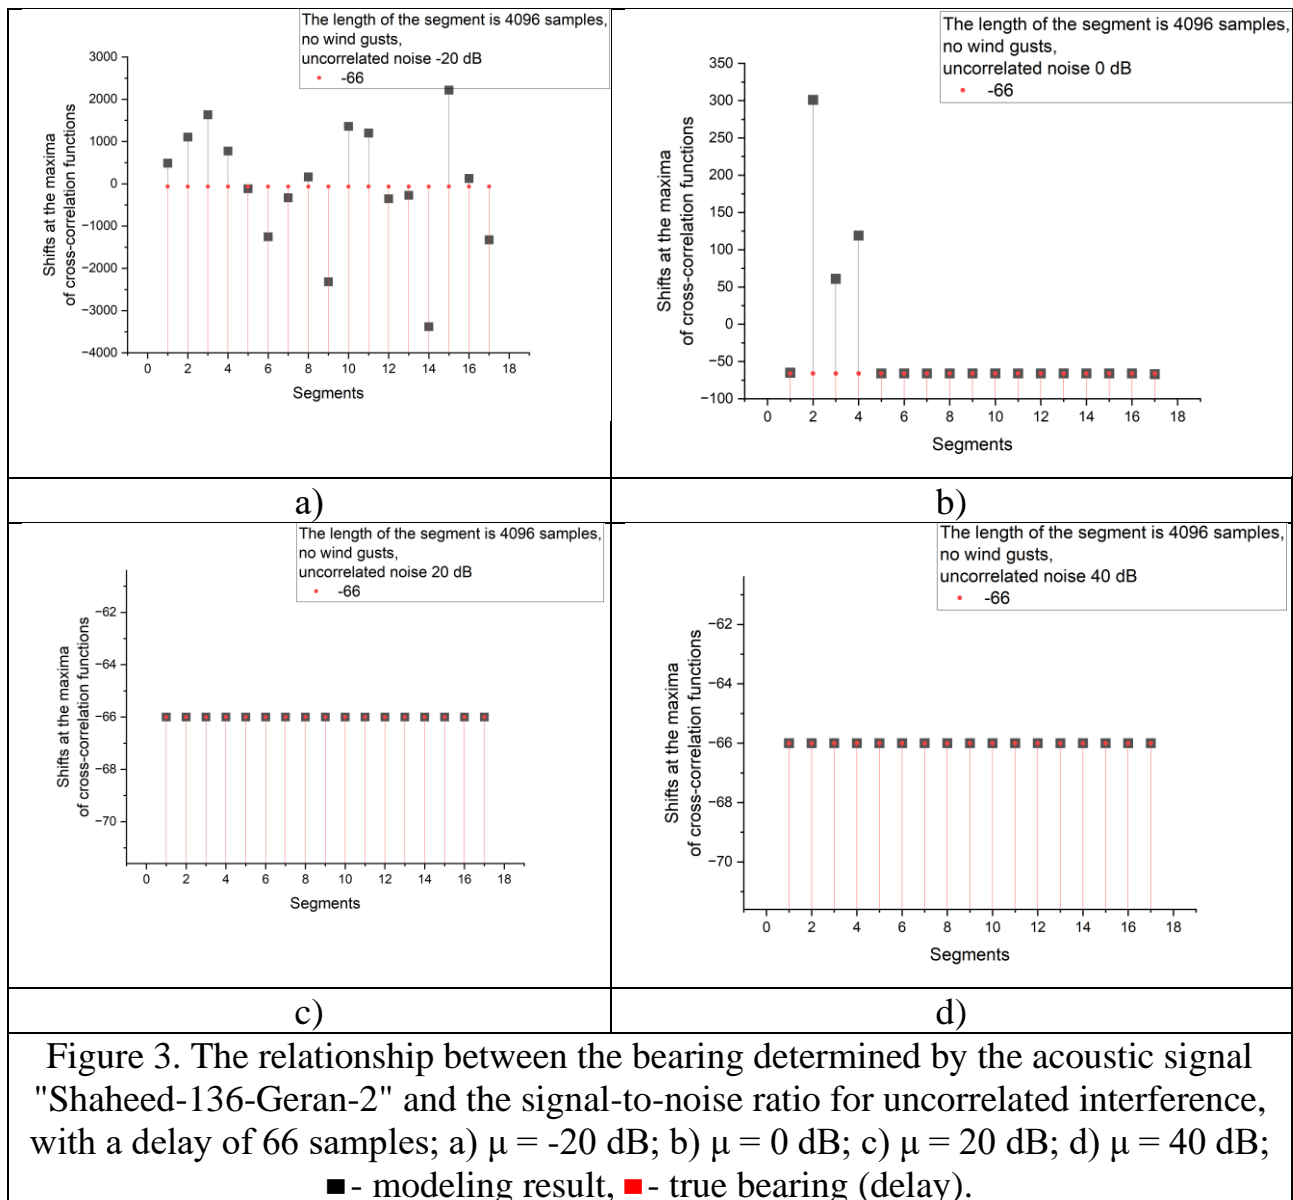 The length of the segment is 4096 samples,
no wind gusts,
uncorrelated noise -20 dB
-66
3000
2000
1000
0
−1000
−2000
−3000
−4000
Shifts at the maxima
of cross-correlation functions
0 2 4 6 8 10 12 14 16 18
Segments
a)
The length of the segment is 4096 samples,
no wind gusts,
uncorrelated noise 0 dB
-66
350
300
250
200
150
100
50
0
−50
−100
Shifts at the maxima
of cross-correlation functions
0 2 4 6 8 10 12 14 16 18
Segments
b)
The length of the segment is 4096 samples,
no wind gusts,
uncorrelated noise 20 dB
-66
−62
−64
−66
−68
−70
Shifts at the maxima
of cross-correlation functions
0 2 4 6 8 10 12 14 16 18
Segments
c)
The length of the segment is 4096 samples,
no wind gusts,
uncorrelated noise 40 dB
-66
−62
−64
−66
−68
−70
Shifts at the maxima
of cross-correlation functions
0 2 4 6 8 10 12 14 16 18
Segments
d)
Figure 3. The relationship between the bearing determined by the acoustic signal
"Shaheed-136-Geran-2" and the signal-to-noise ratio for uncorrelated interference,
with a delay of 66 samples; a) μ = -20 dB; b) μ = 0 dB; c) μ = 20 dB; d) μ = 40 dB;
■ - modeling result, ■ - true bearing (delay).